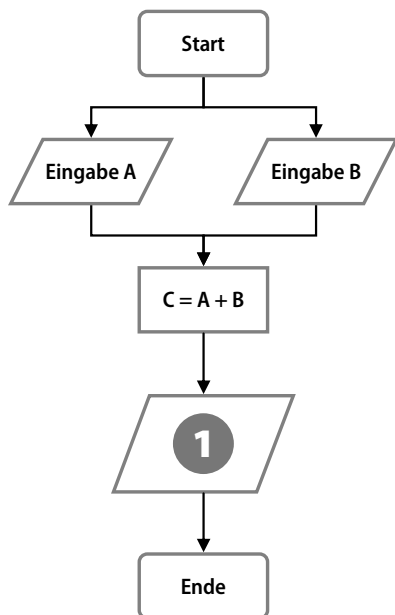 Start
Eingabe A
Eingabe B
C = A + B
1
Ende